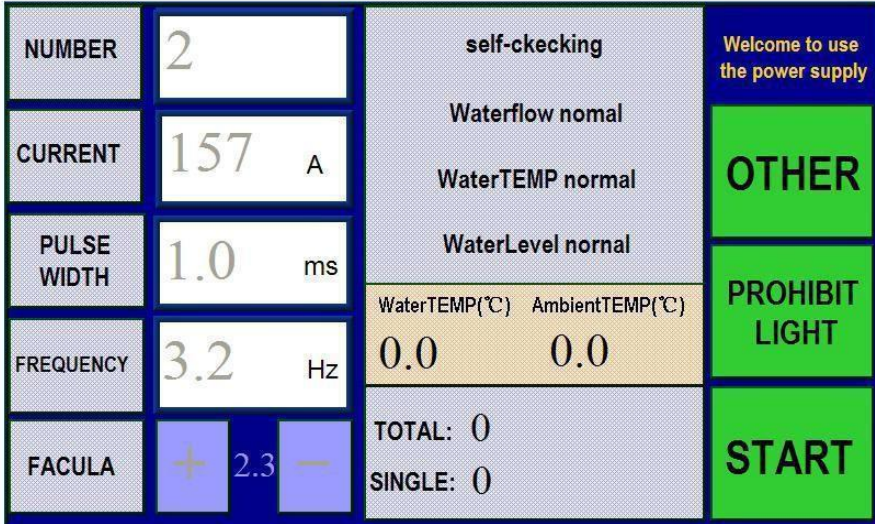 NUMBER
2
CURRENT
157 A
PULSE
WIDTH
1.0 ms
FREQUENCY
3.2 Hz
FACULA
+ 2.3 −
self-ckecking
Waterflow nomal
WaterTEMP normal
WaterLevel nornal
WaterTEMP(℃) AmbientTEMP(℃)
0.0 0.0
TOTAL: 0
SINGLE: 0
Welcome to use
the power supply
OTHER
PROHIBIT
LIGHT
START